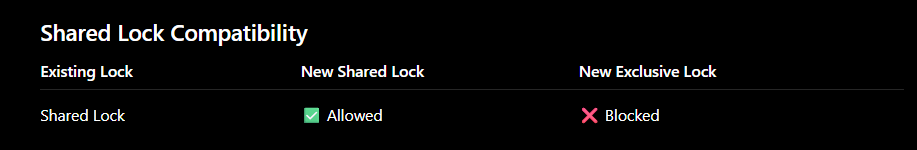 Shared Lock Compatibility
Existing Lock New Shared Lock New Exclusive Lock
Shared Lock ✅ Allowed ❌ Blocked